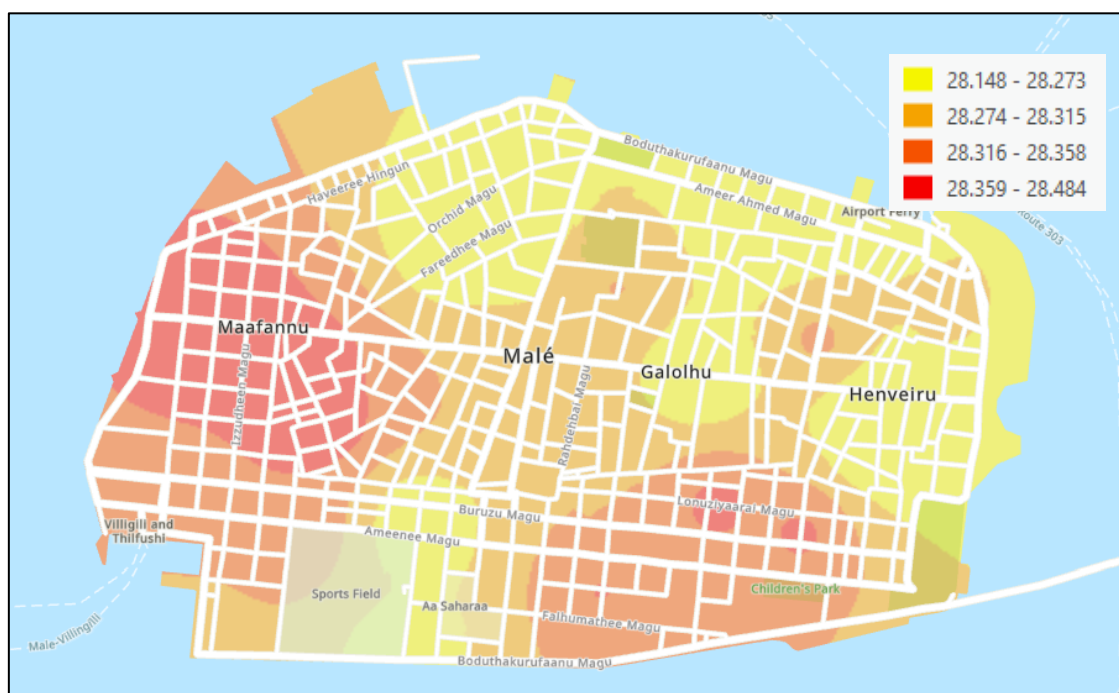 28.148 - 28.273
28.274 - 28.315
28.316 - 28.358
28.359 - 28.484
Boduthakurufaanu Magu
Haveeree Hingun
Ameer Ahmed Magu
Orchid Magu
Airport Ferry
Route 303
Fareedhee Magu
Maafannu
Malé
Galolhu
Henveiru
Izzudheen Magu
Rahdhebai Magu
Lonuziyaarai Magu
Buruzu Magu
Villigili and
Thilfushi
Ameenee Magu
Children's Park
Sports Field
Aa Saharaa
Falhumathee Magu
Male-Villingilli
Boduthakurufaanu Magu